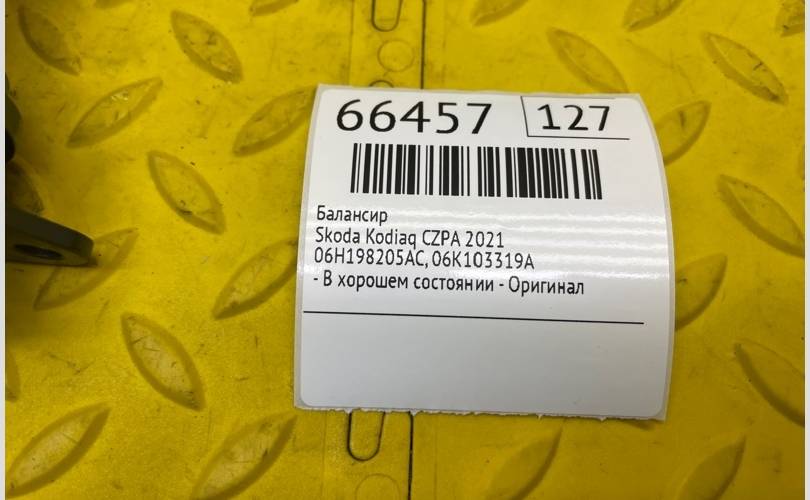 66457 127
Балансир
Skoda Kodiaq CZPA 2021
06H198205AC, 06K103319A
- В хорошем состоянии - Оригинал